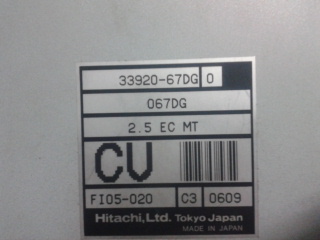 33920-67DG 0
067DG
2.5 EC MT
CV
FI05-020 C3 0609
Hitachi, Ltd. Tokyo Japan
MADE IN JAPAN